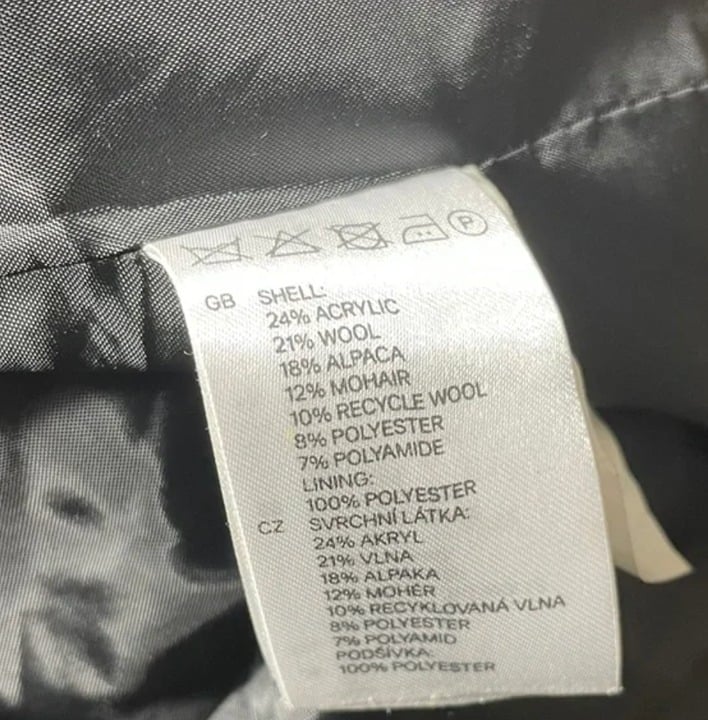 P
GB SHELL:
24% ACRYLIC
21% WOOL
18% ALPACA
12% MOHAIR
10% RECYCLE WOOL
8% POLYESTER
7% POLYAMIDE
LINING:
100% POLYESTER
CZ SVRCHNÍ LÁTKA:
24% AKRYL
21% VLNA
18% ALPAKA
12% MOHÉR
10% RECYKLOVANÁ VLNA
8% POLYESTER
7% POLYAMID
PODŠÍVKA:
100% POLYESTER